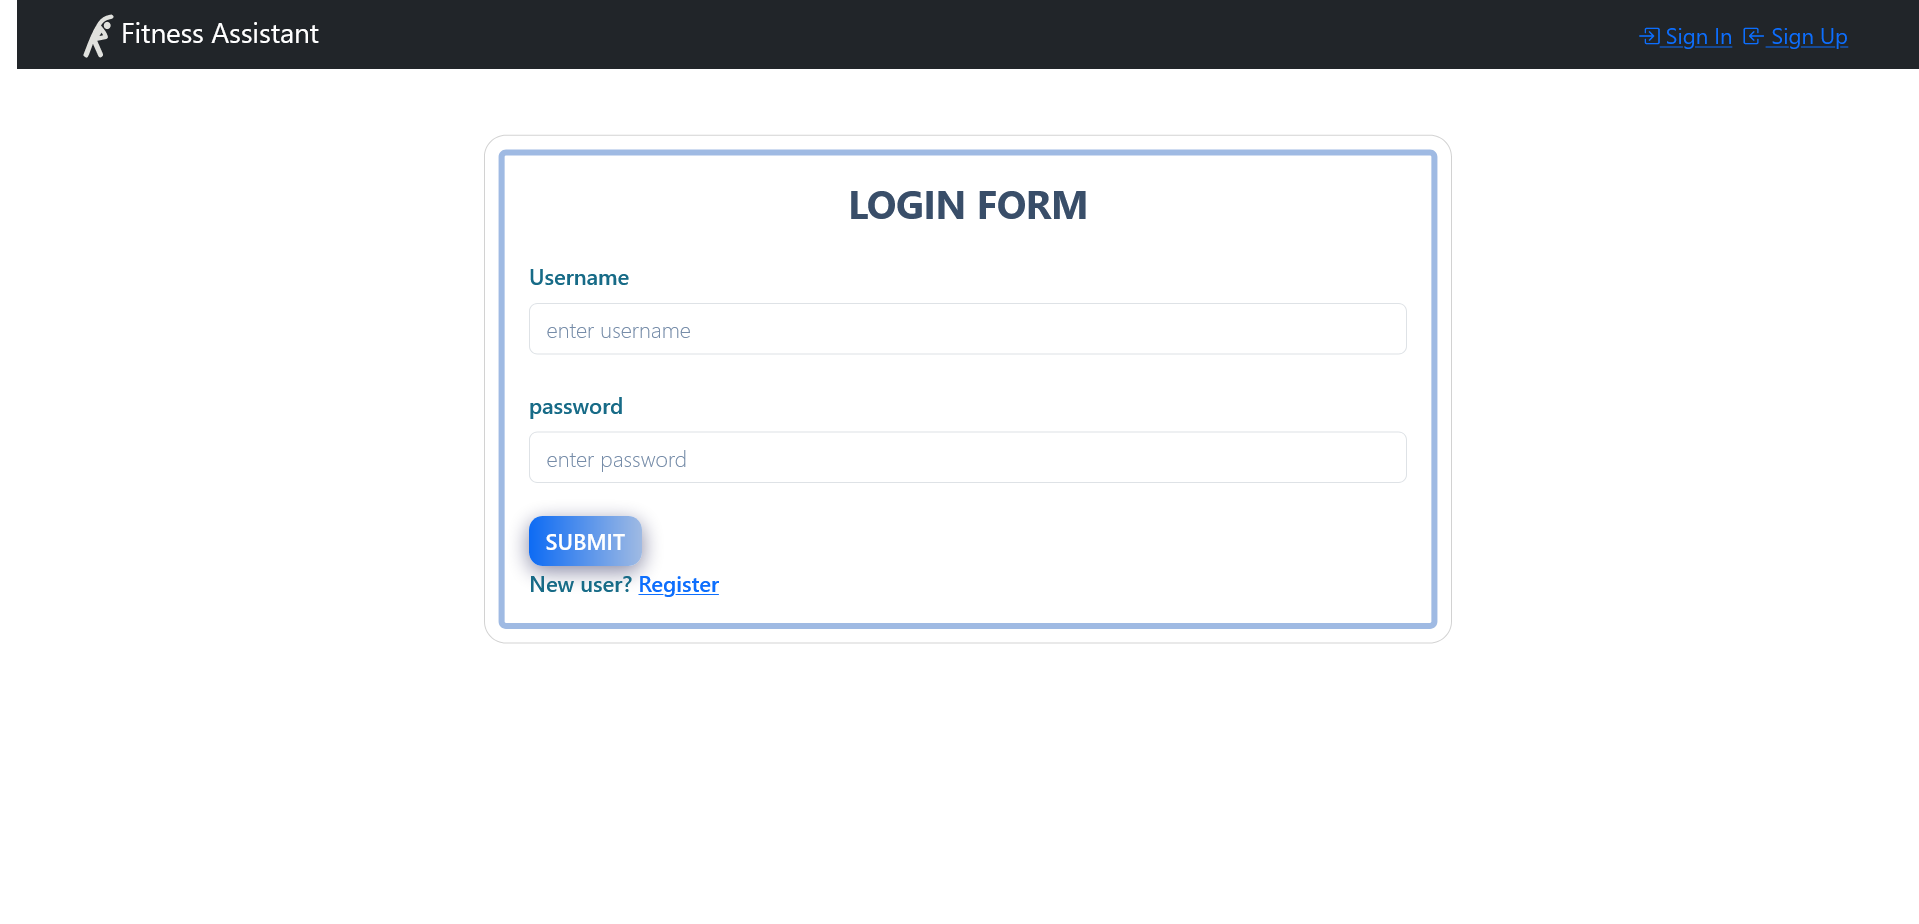 Fitness Assistant
Sign In Sign Up
LOGIN FORM
Username
enter username
password
enter password
SUBMIT
New user? Register